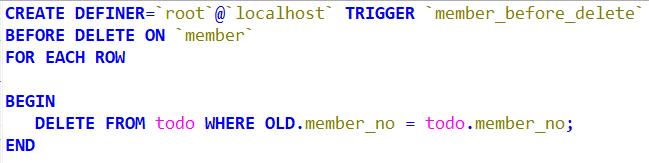 CREATE DEFINER=`root`@`localhost` TRIGGER `member_before_delete`
BEFORE DELETE ON `member`
FOR EACH ROW
BEGIN
DELETE FROM todo WHERE OLD.member_no = todo.member_no;
END